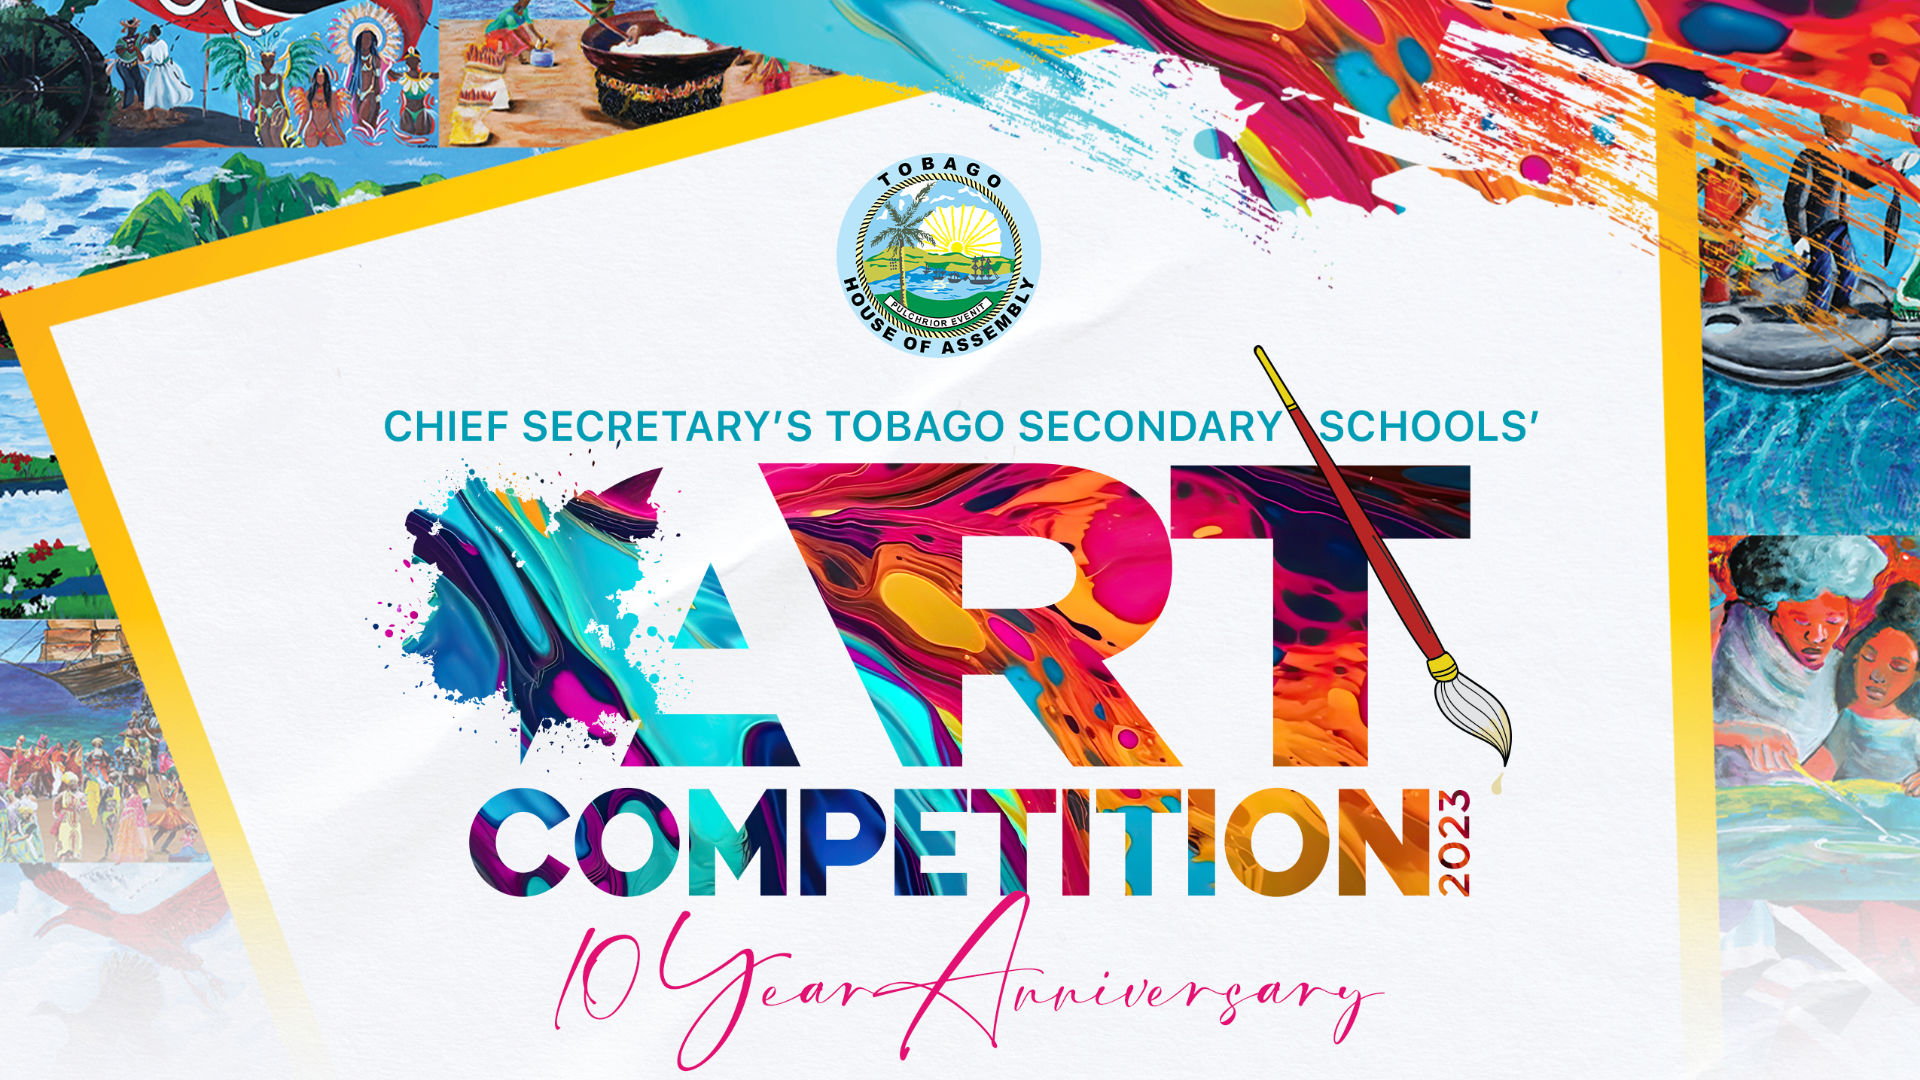 TOBAGO
HOUSE OF ASSEMBLY
PULCHRIOR EVENIT
CHIEF SECRETARY'S TOBAGO SECONDARY SCHOOLS'
ART
COMPETITION 2023
10 Year Anniversary